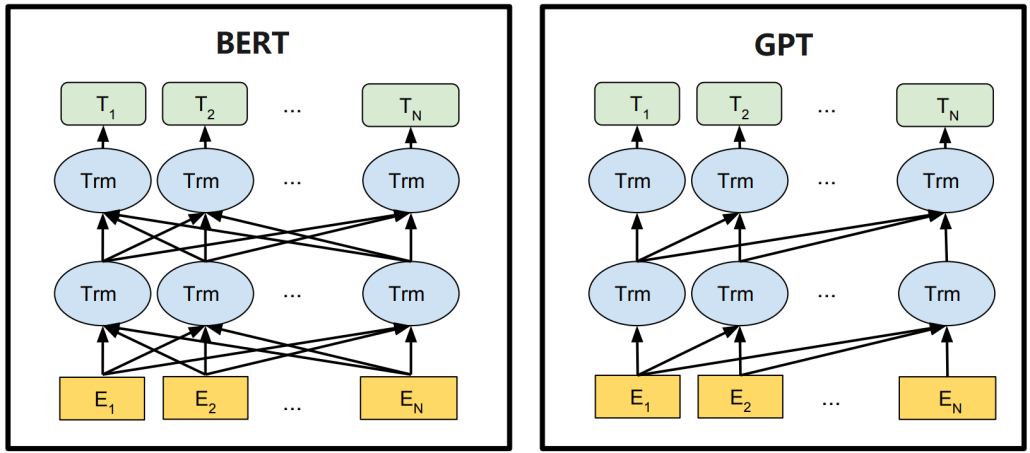 BERT
T1 T2 ... TN
Trm Trm ... Trm
Trm Trm ... Trm
E1 E2 ... EN
GPT
T1 T2 ... TN
Trm Trm ... Trm
Trm Trm ... Trm
E1 E2 ... EN